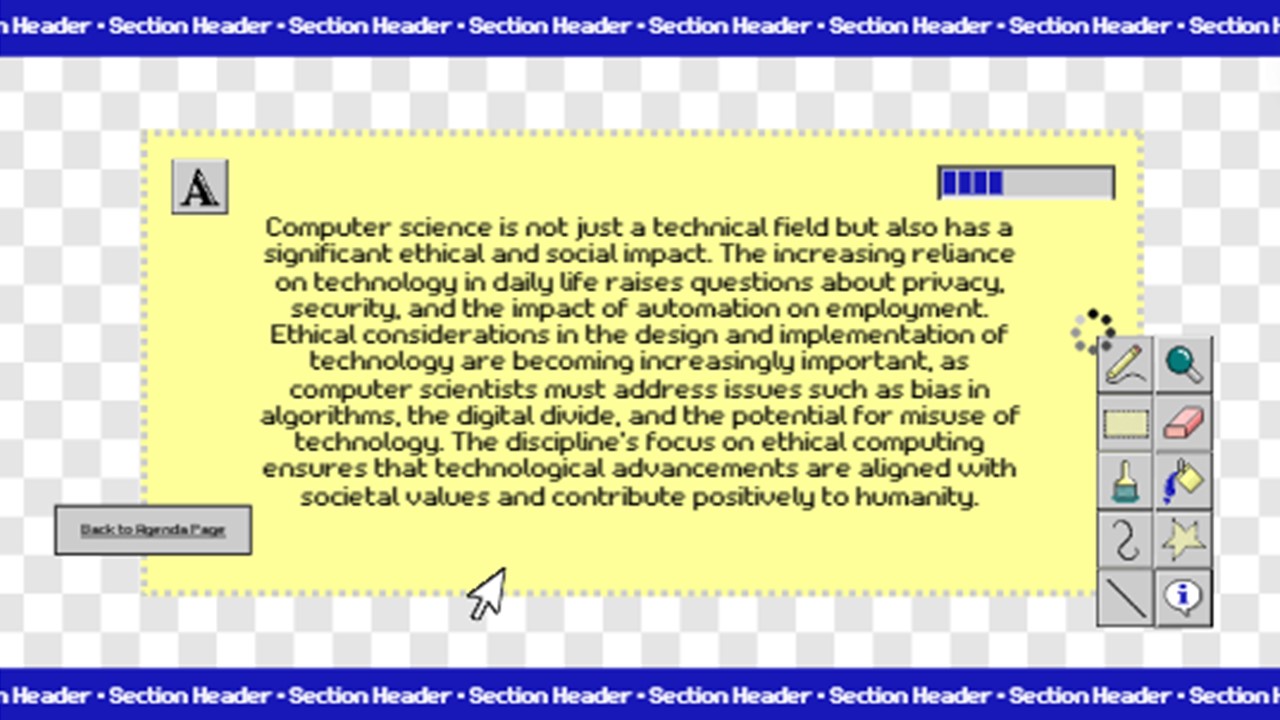 n Header • Section Header • Section Header • Section Header • Section Header • Section Header • Section Header • Section H
A
Computer science is not just a technical field but also has a
significant ethical and social impact. The increasing reliance
on technology in daily life raises questions about privacy,
security, and the impact of automation on employment.
Ethical considerations in the design and implementation of
technology are becoming increasingly important, as
computer scientists must address issues such as bias in
algorithms, the digital divide, and the potential for misuse of
technology. The discipline's focus on ethical computing
ensures that technological advancements are aligned with
societal values and contribute positively to humanity.
Back to Agenda Page
i
n Header • Section Header • Section Header • Section Header • Section Header • Section Header • Section Header • Section H